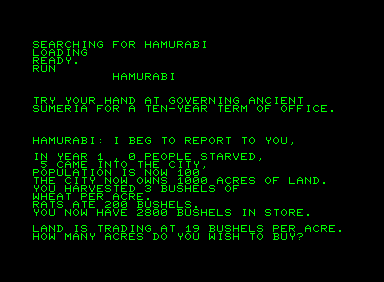 SEARCHING FOR HAMURABI
LOADING
READY.
RUN
HAMURABI
TRY YOUR HAND AT GOVERNING ANCIENT
SUMERIA FOR A TEN-YEAR TERM OF OFFICE.
HAMURABI: I BEG TO REPORT TO YOU,
IN YEAR 1 , 0 PEOPLE STARVED,
5 CAME INTO THE CITY,
POPULATION IS NOW 100
THE CITY NOW OWNS 1000 ACRES OF LAND.
YOU HARVESTED 3 BUSHELS OF
WHEAT PER ACRE.
RATS ATE 200 BUSHELS.
YOU NOW HAVE 2800 BUSHELS IN STORE.
LAND IS TRADING AT 19 BUSHELS PER ACRE.
HOW MANY ACRES DO YOU WISH TO BUY?